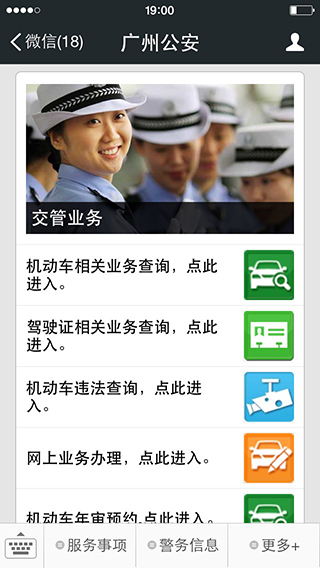 19:00
微信(18)
广州公安
交管业务
机动车相关业务查询，点此
进入。
驾驶证相关业务查询，点此
进入。
机动车违法查询，点此进
入。
网上业务办理，点此进入。
机动车年审预约,点此进入。
服务事项
警务信息
更多+